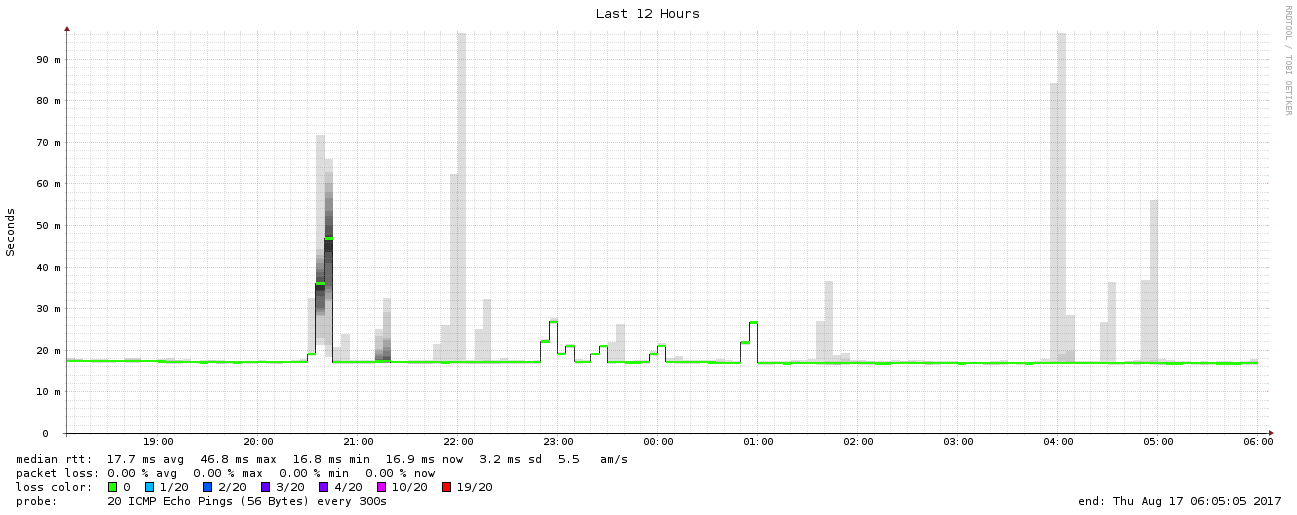 Last 12 Hours
RRDTOOL / TOBI OETIKER
Seconds
90 m
80 m
70 m
60 m
50 m
40 m
30 m
20 m
10 m
0
19:00 20:00 21:00 22:00 23:00 00:00 01:00 02:00 03:00 04:00 05:00 06:00
median rtt: 17.7 ms avg 46.8 ms max 16.8 ms min 16.9 ms now 3.2 ms sd 5.5 am/s
packet loss: 0.00 % avg 0.00 % max 0.00 % min 0.00 % now
loss color: 0 1/20 2/20 3/20 4/20 10/20 19/20
probe: 20 ICMP Echo Pings (56 Bytes) every 300s end: Thu Aug 17 06:05:05 2017